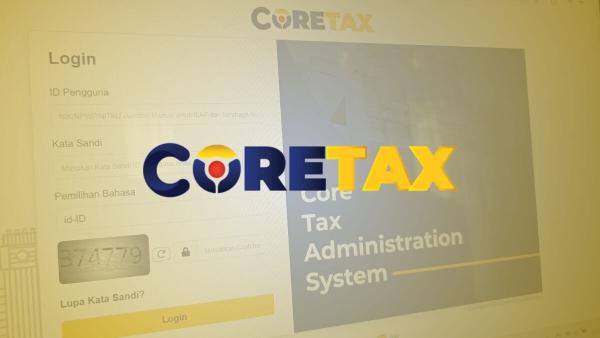 CORETAX
Login
ID Pengguna
Kata Sandi
CORETAX
Pemilihan Bahasa
id-ID
374779
Lupa Kata Sandi?
Login
Core
Tax
Administration
System